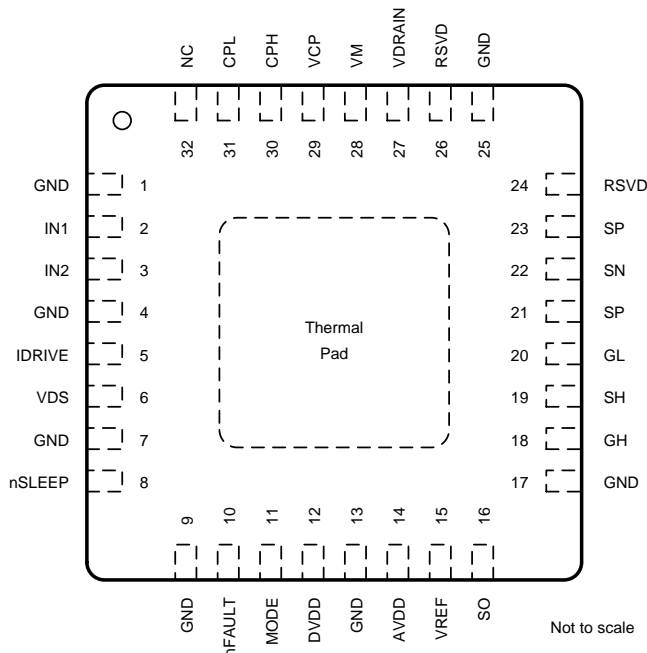 NC CPL CPH VCP VM VDRAIN RSVD GND
32 31 30 29 28 27 26 25
GND 1 24 RSVD
IN1 2 23 SP
IN2 3 22 SN
GND 4 21 SP
Thermal
Pad
IDRIVE 5 20 GL
VDS 6 19 SH
GND 7 18 GH
nSLEEP 8 17 GND
9 10 11 12 13 14 15 16
GND nFAULT MODE DVDD GND AVDD VREF SO
Not to scale